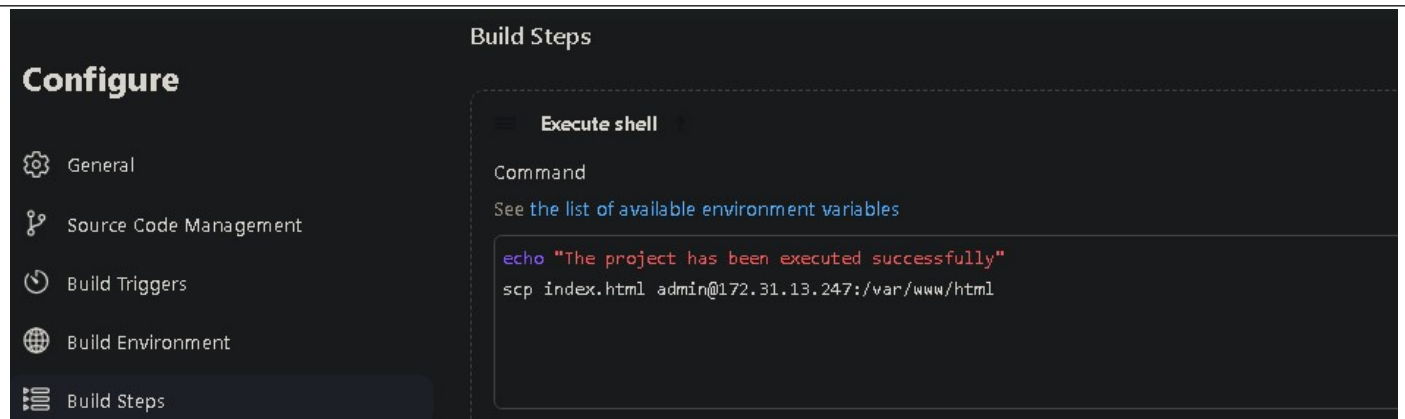 Configure
General
Source Code Management
Build Triggers
Build Environment
Build Steps
Build Steps
Execute shell
Command
See the list of available environment variables
echo "The project has been executed successfully"
scp index.html admin@172.31.13.247:/var/www/html